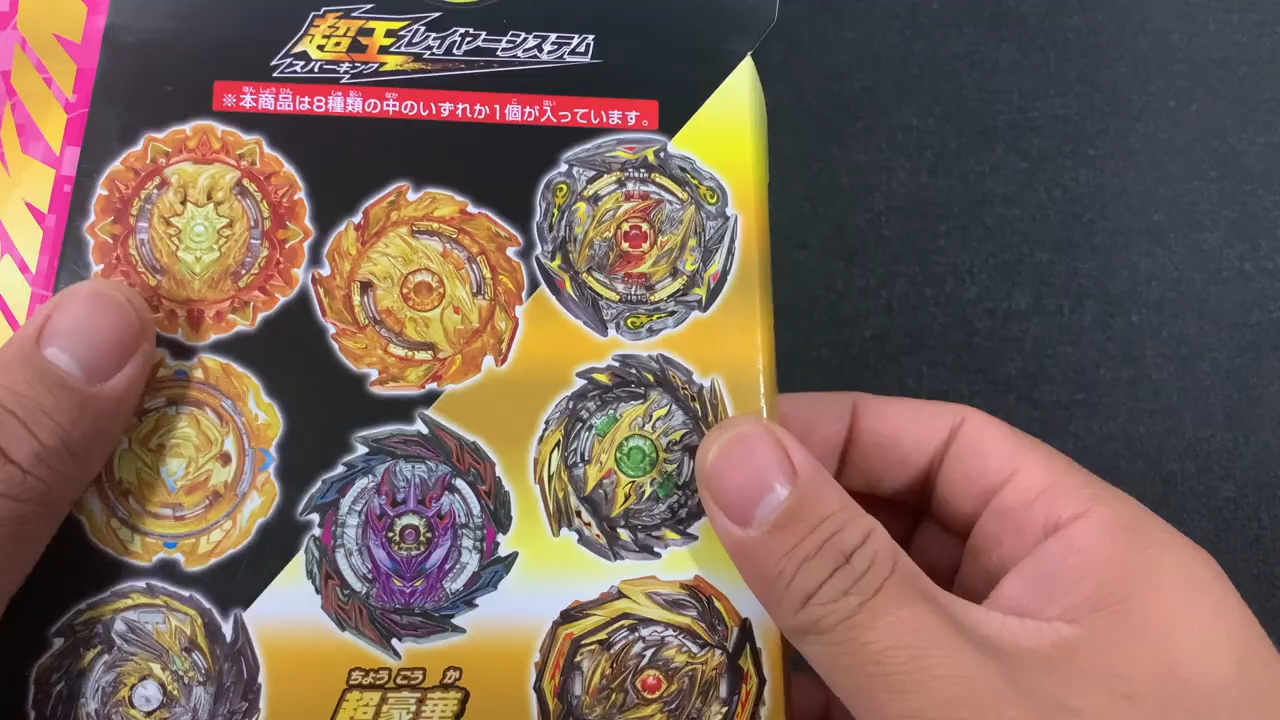 超王レイヤーシステム
スパーキング
※本商品は8種類の中のいずれか1個が入っています。
超豪華